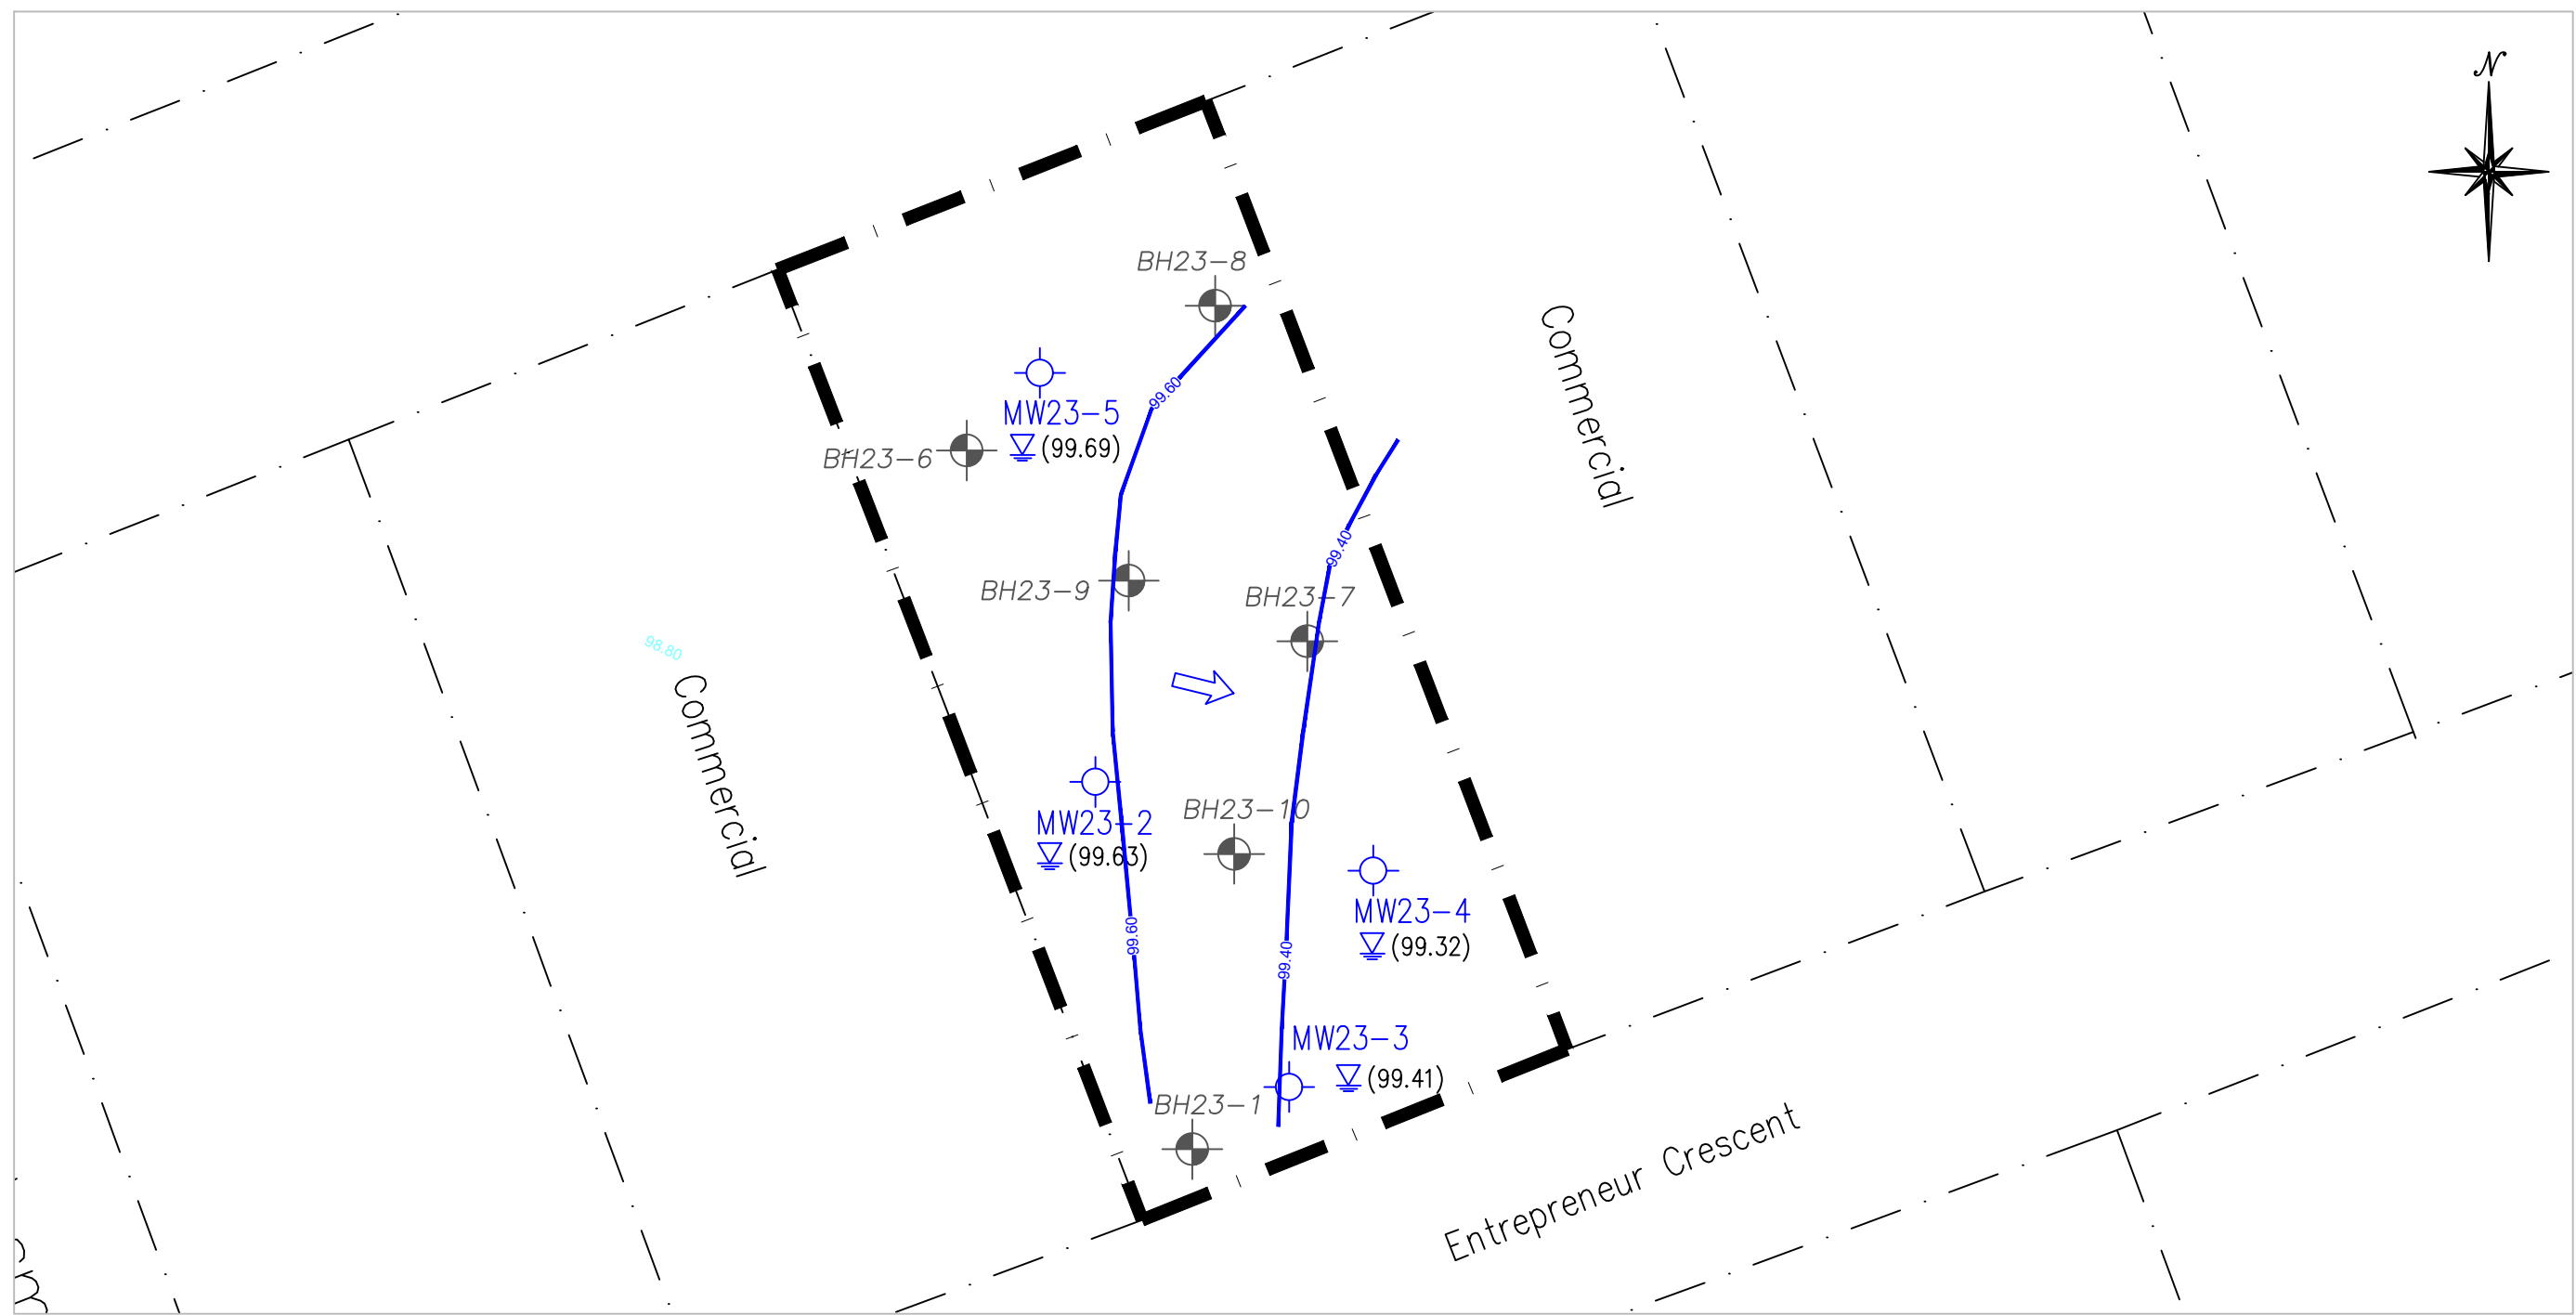 N
BH23-8
Commercial
99.60
MW23-5
(99.69)
BH23-6
99.40
BH23-9
BH23-7
98.80
Commercial
MW23-2
(99.63)
BH23-10
MW23-4
(99.32)
99.60
99.40
MW23-3
(99.41)
BH23-1
Entrepreneur Crescent